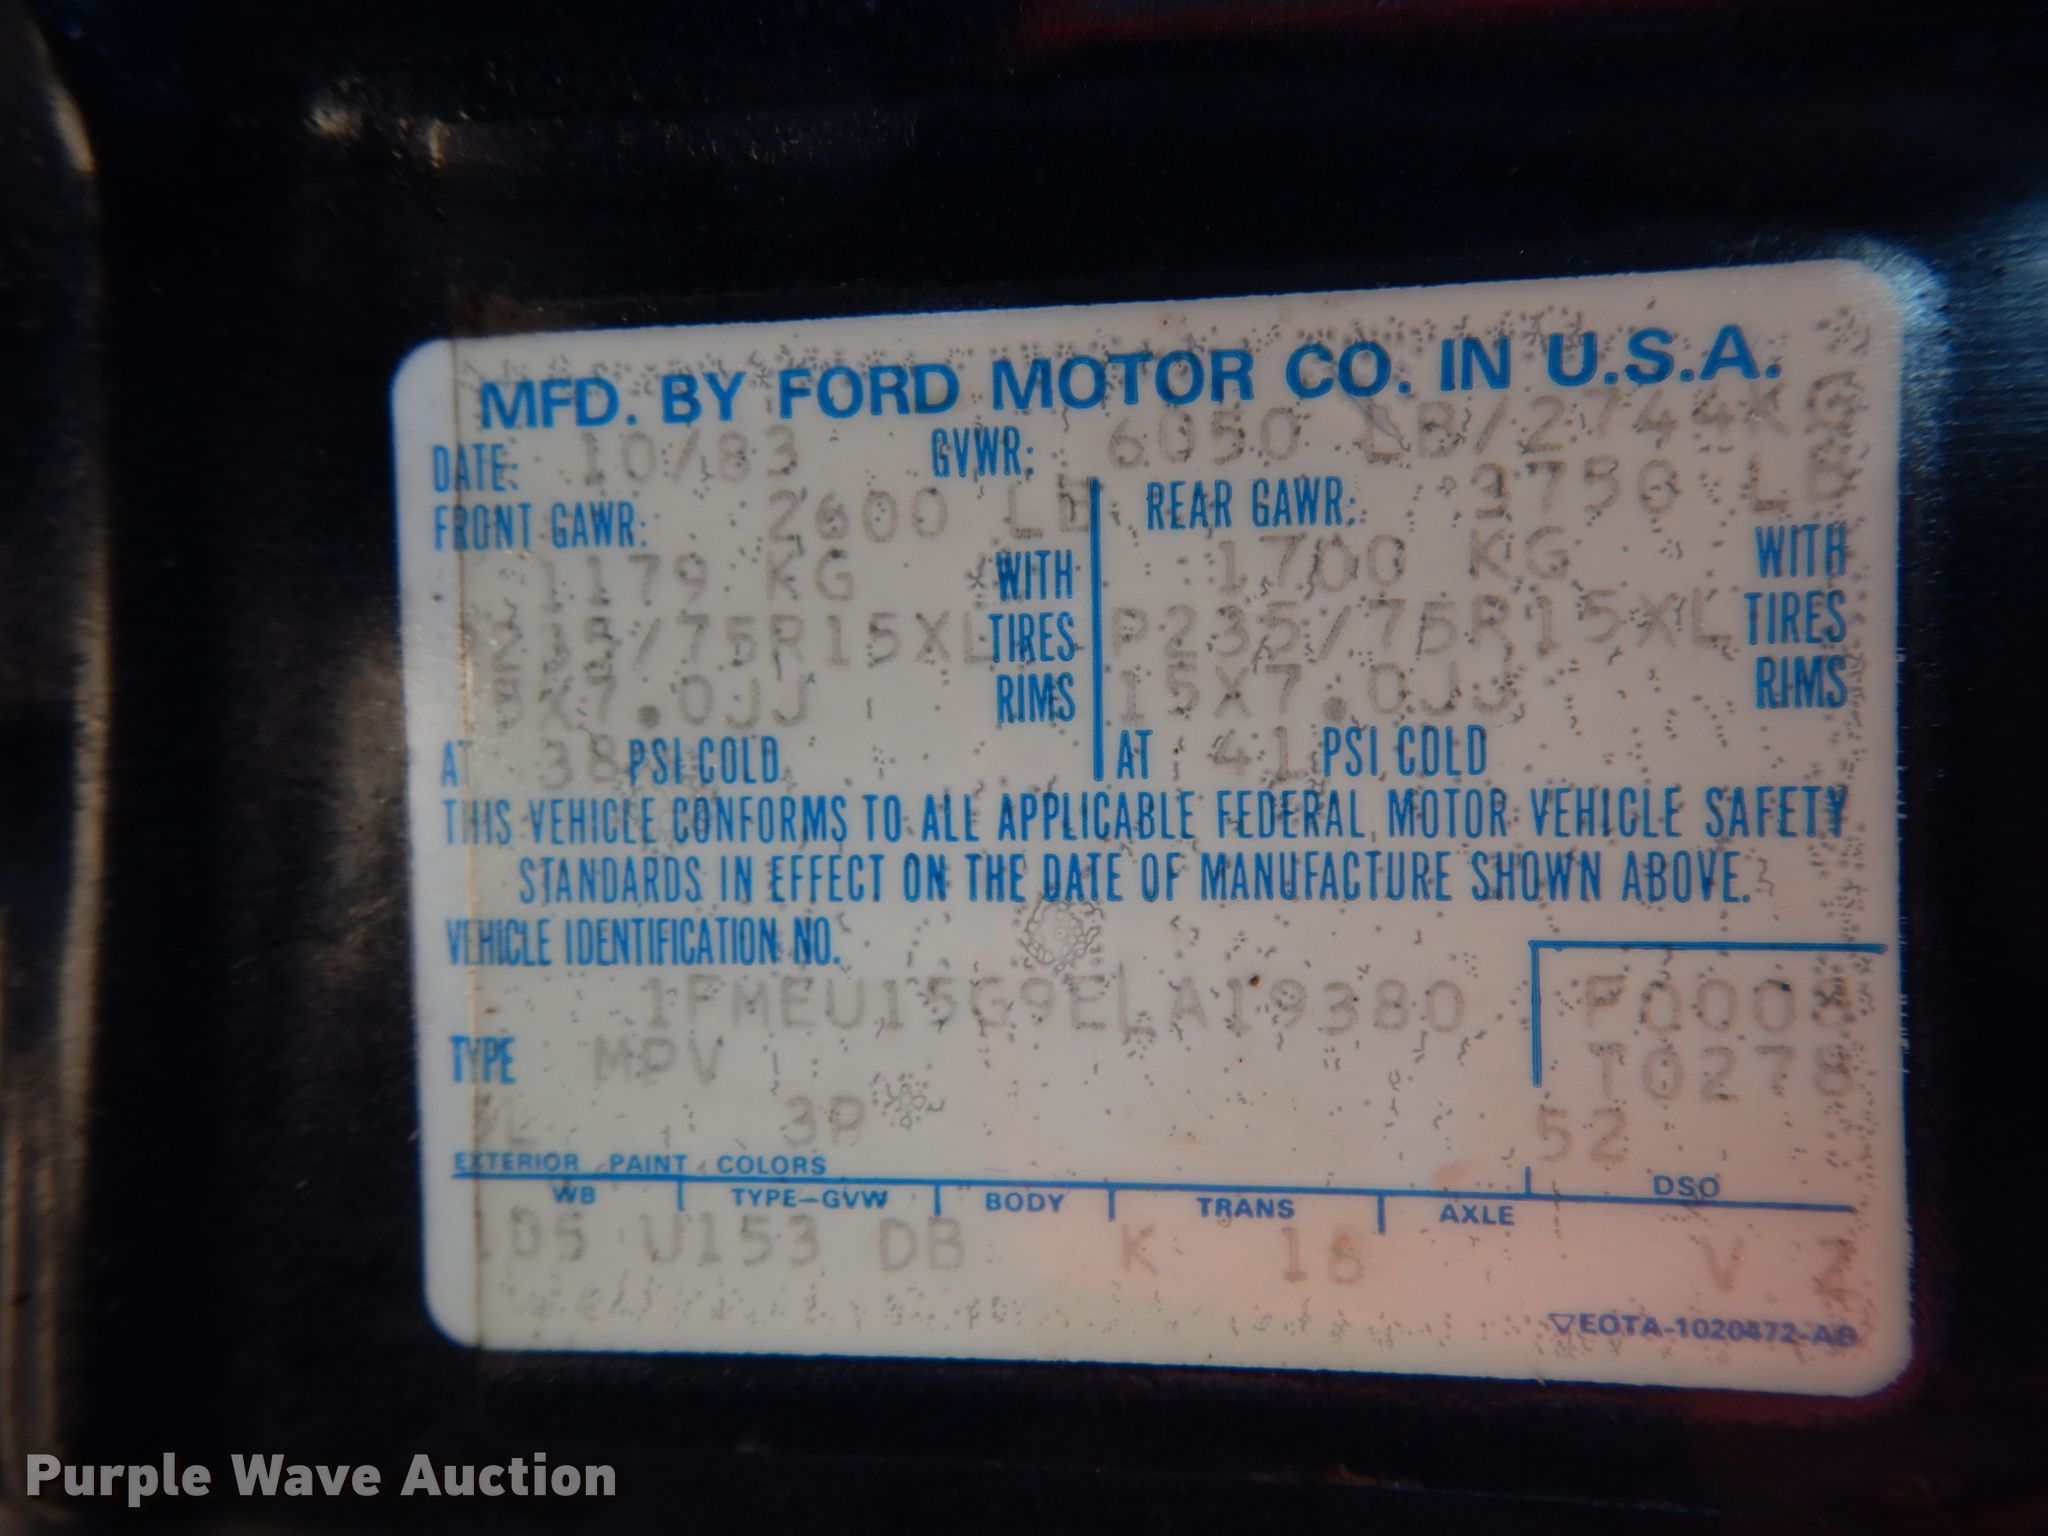 MFD. BY FORD MOTOR CO. IN U.S.A.
DATE: 10/83 GVWR: 6050 LB/2744KG
FRONT GAWR: 2600 LB REAR GAWR: 3750 LB
1179 KG WITH 1700 KG WITH
P235/75R15XL TIRES P235/75R15XL TIRES
5X7.0JJ RIMS 15X7.0JJ RIMS
AT 38 PSI COLD AT 41 PSI COLD
THIS VEHICLE CONFORMS TO ALL APPLICABLE FEDERAL MOTOR VEHICLE SAFETY
STANDARDS IN EFFECT ON THE DATE OF MANUFACTURE SHOWN ABOVE.
VEHICLE IDENTIFICATION NO.
1FMEU15G9ELA19380
TYPE MPV T0278
3P 52
EXTERIOR PAINT COLORS DSO
WB TYPE-GVW BODY TRANS AXLE
105 U153 DB K 18 V Z
▽EOTA-1020472-AB
Purple Wave Auction